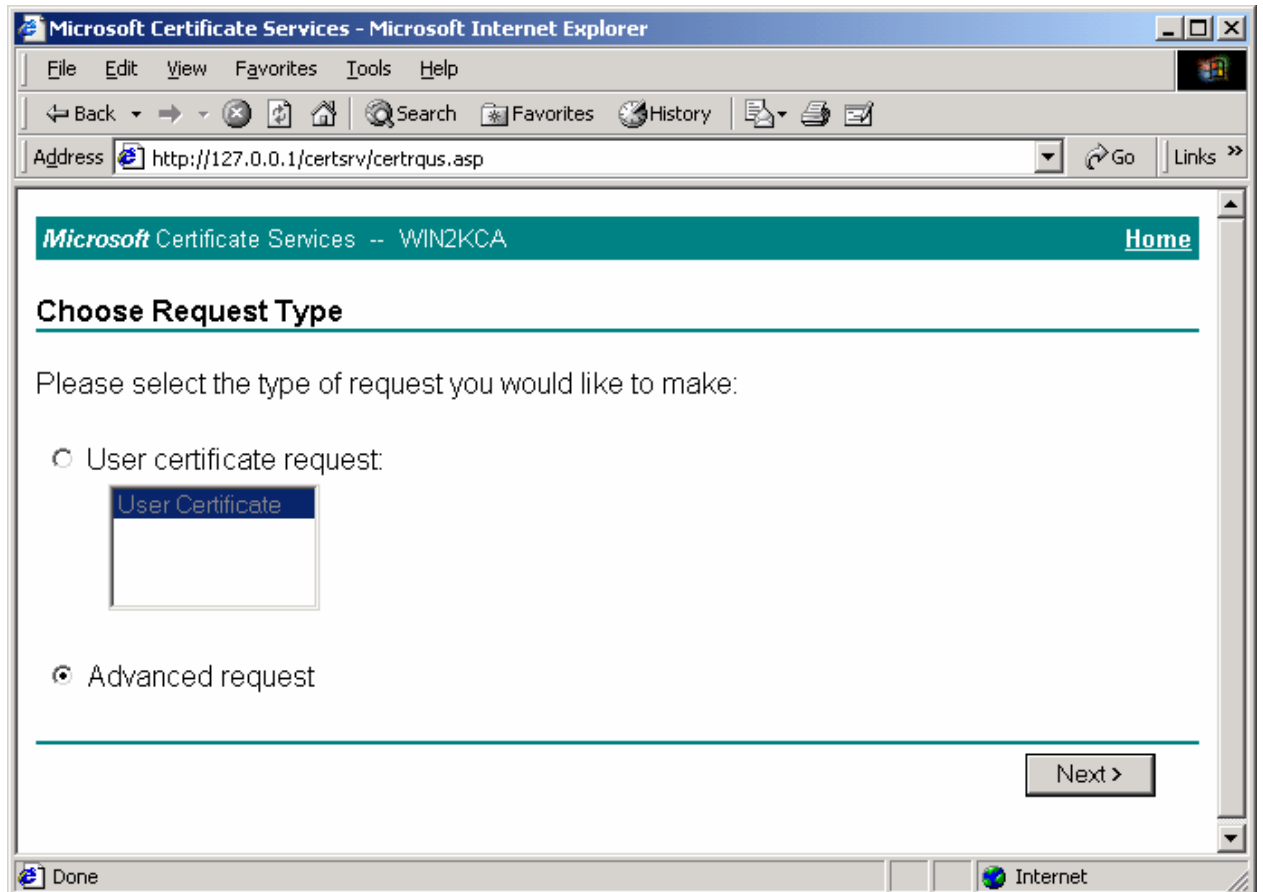 Microsoft Certificate Services - Microsoft Internet Explorer
File Edit View Favorites Tools Help
Back Search Favorites History
Address http://127.0.0.1/certsrv/certrqus.asp Go Links »
Microsoft Certificate Services -- WIN2KCA Home
Choose Request Type
Please select the type of request you would like to make:
User certificate request:
User Certificate
Advanced request
Next >
Done Internet